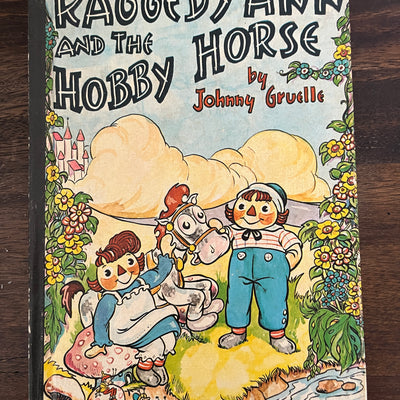 RAGGEDY ANN
AND THE
HOBBY HORSE
by
Johnny Gruelle